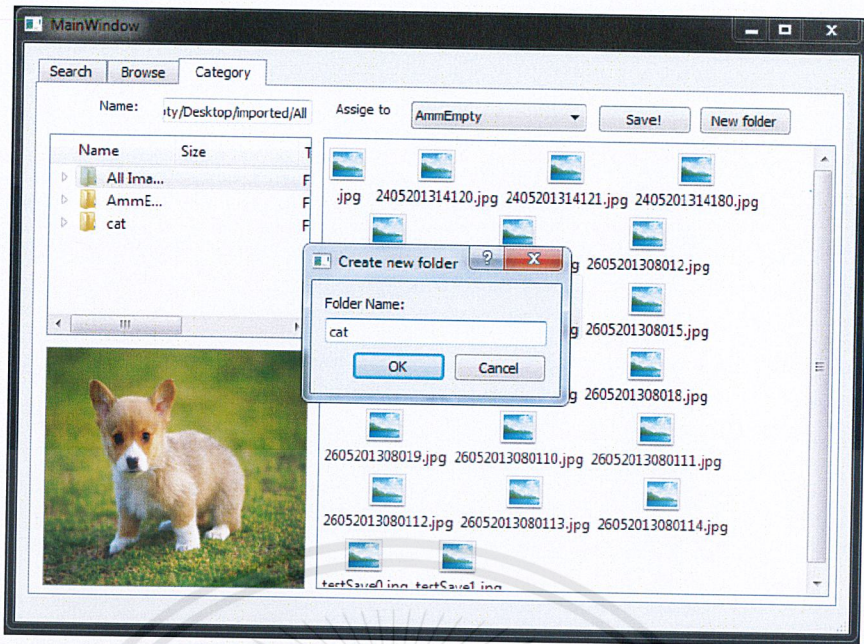 MainWindow
Search Browse Category
Name: ity/Desktop/imported/All Assige to AmmEmpty Save! New folder
Name Size T
All Ima... F
AmmE... F
cat F
.jpg 2405201314120.jpg 2405201314121.jpg 2405201314180.jpg
g 2605201308012.jpg
Create new folder ? X
Folder Name:
cat
OK Cancel
g 2605201308015.jpg
g 2605201308018.jpg
2605201308019.jpg 26052013080110.jpg 26052013080111.jpg
26052013080112.jpg 26052013080113.jpg 26052013080114.jpg